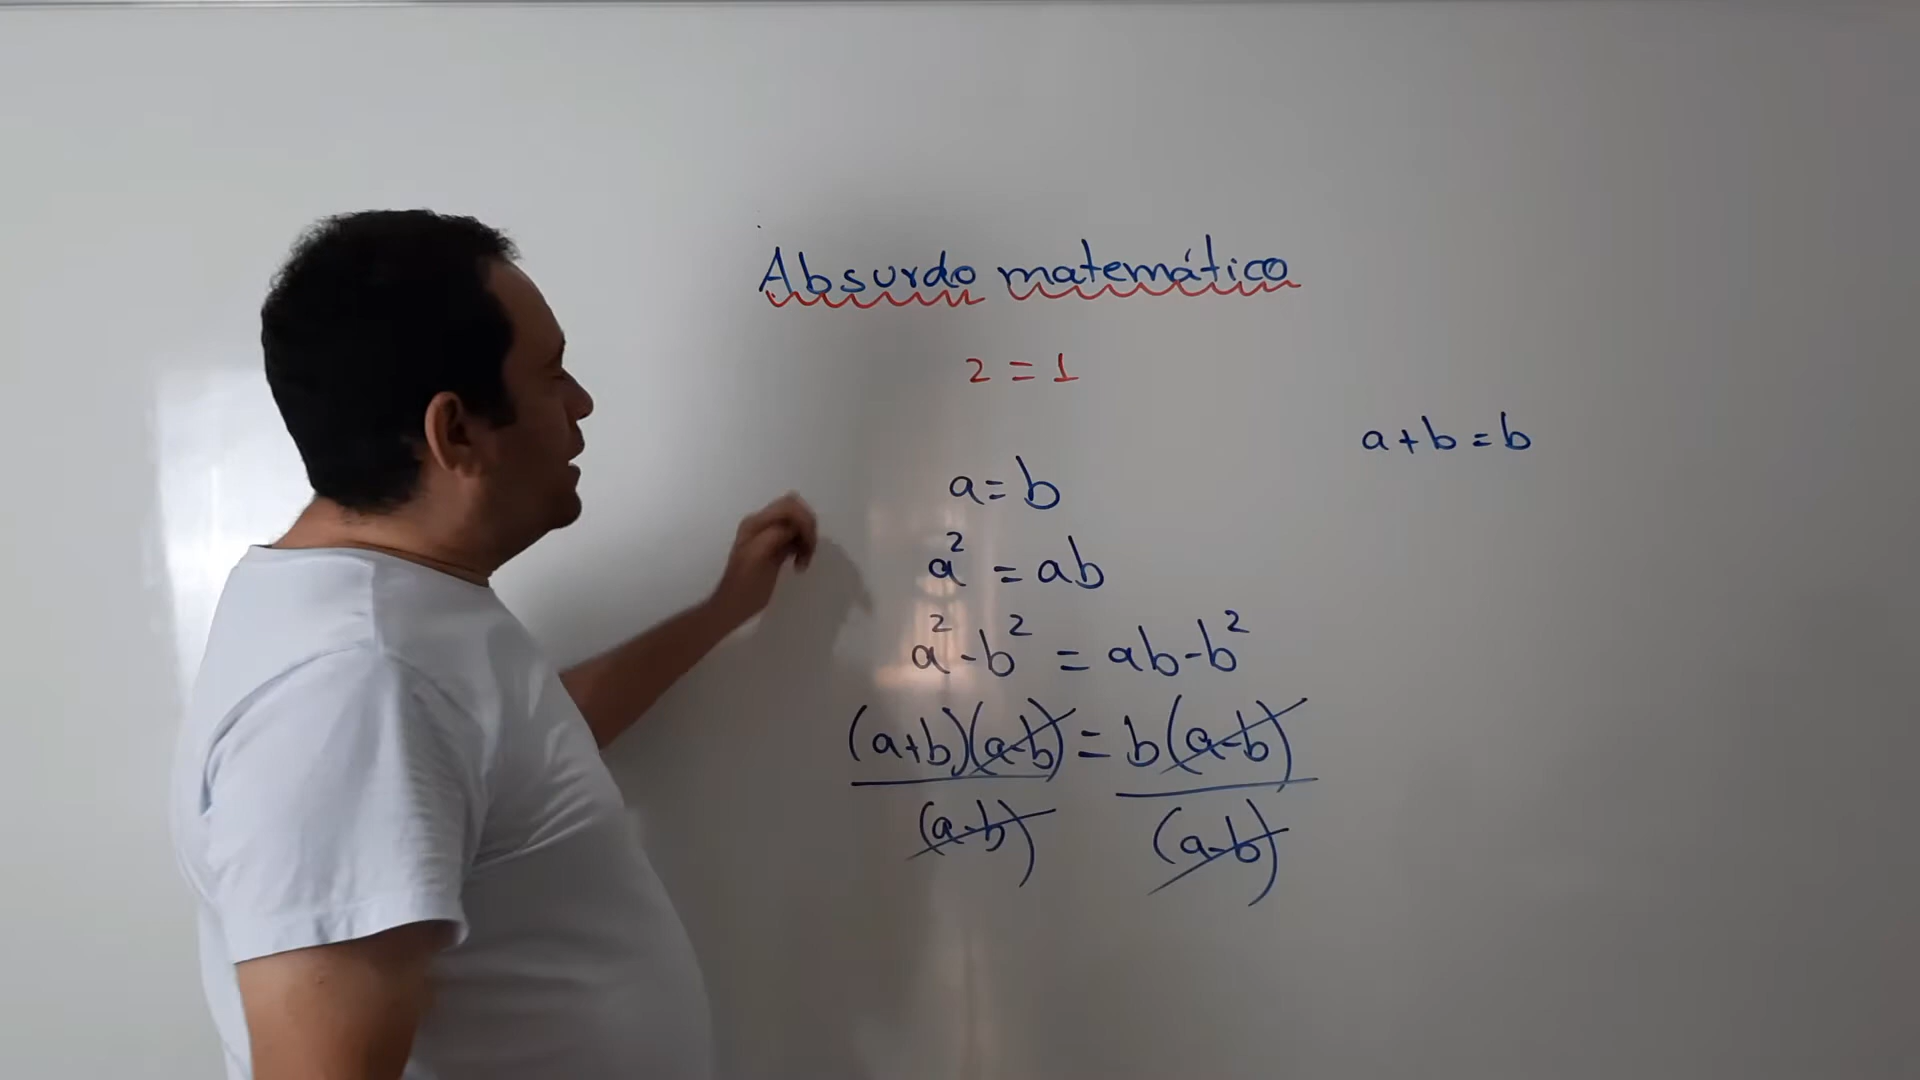 Absurdo matemático
2 = 1
a = b
a² = ab
a² - b² = ab - b²
(a+b)(a-b) = b(a-b)
(a-b) (a-b)
a + b = b